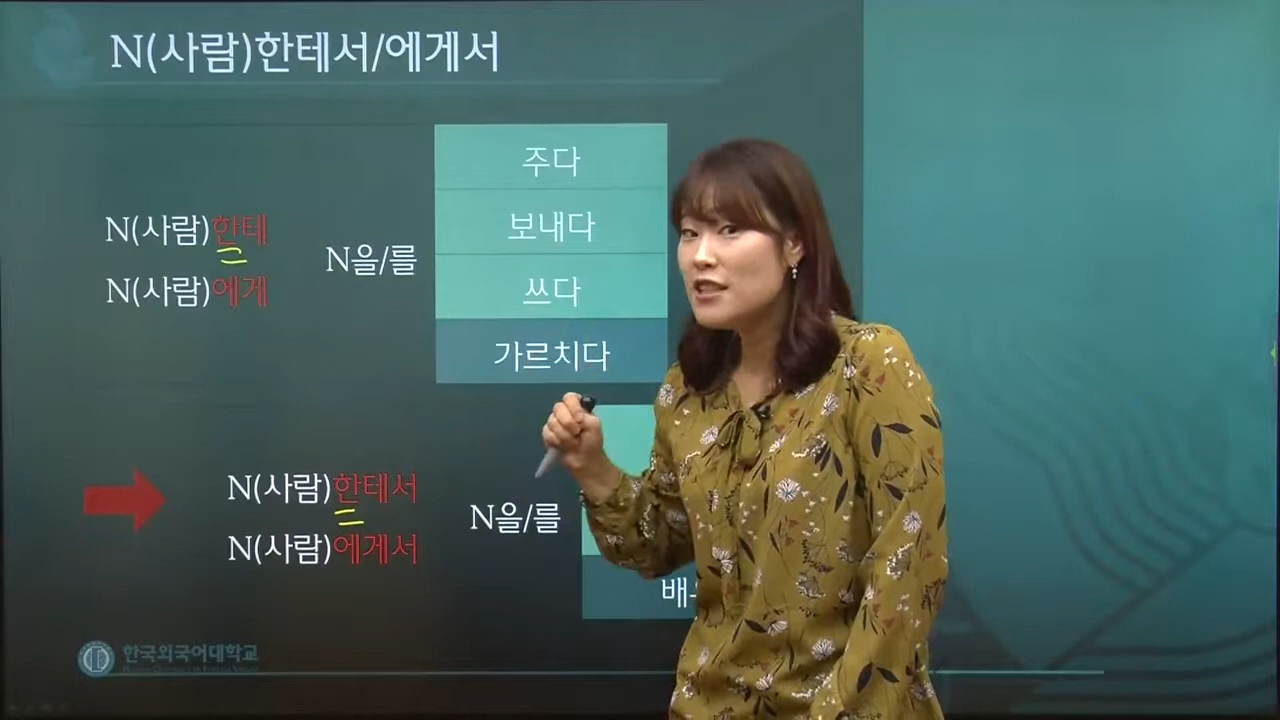 N(사람)한테서/에게서
주다
보내다
N(사람)한테
N을/를
N(사람)에게
쓰다
가르치다
N(사람)한테서
N을/를
N(사람)에게서
한국외국어대학교